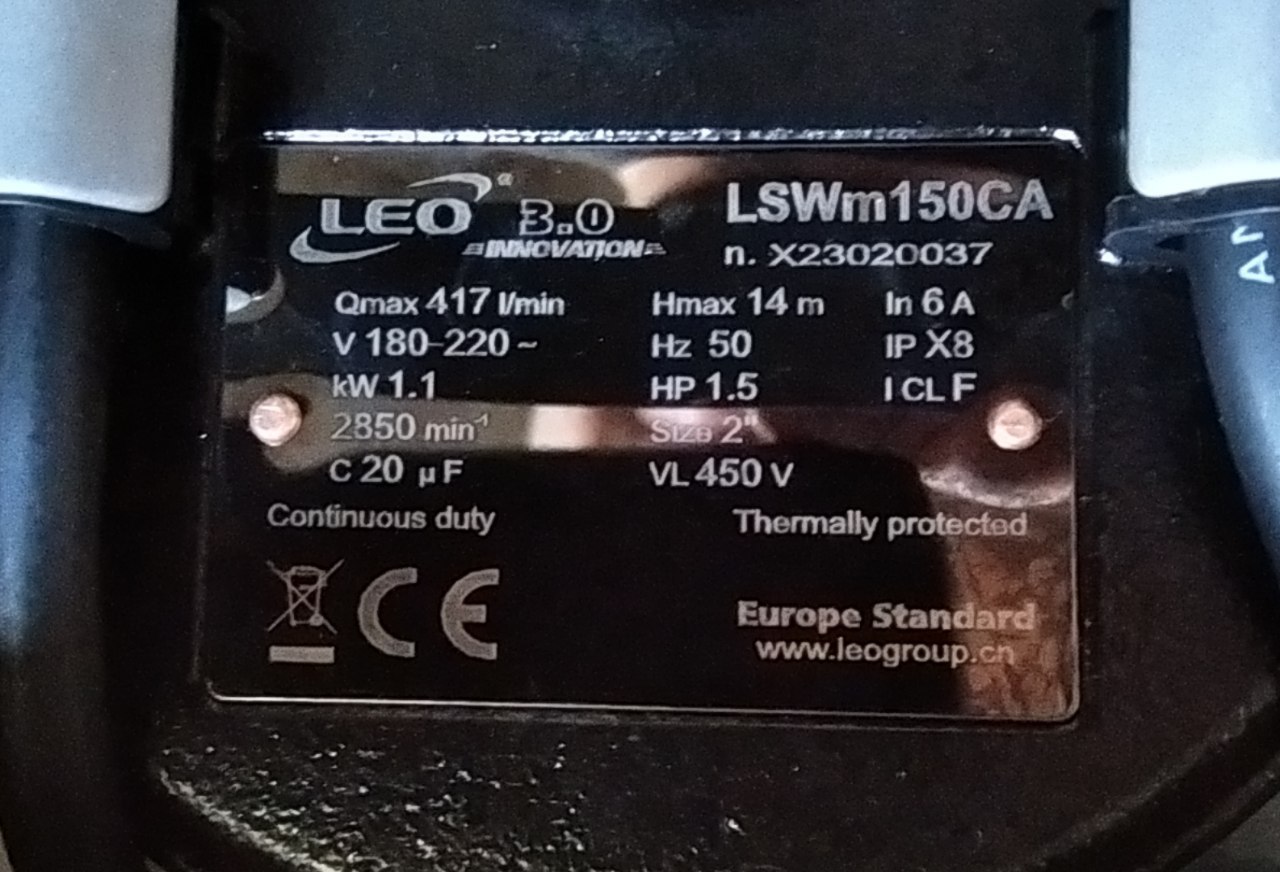 LEO® 3.0
INNOVATION
LSWm150CA
n. X23020037
Qmax 417 l/min Hmax 14 m In 6 A
V 180-220~ Hz 50 IP X8
kW 1.1 HP 1.5 I CL F
2850 min⁻¹ Size 2"
C 20 µF VL 450 V
Continuous duty Thermally protected
CE
Europe Standard
www.leogroup.cn